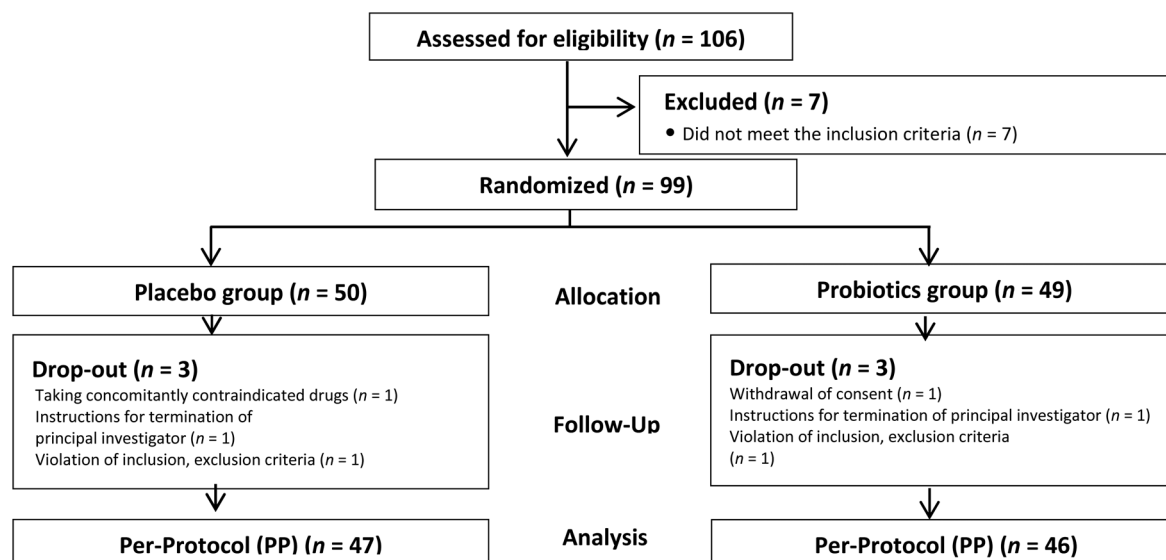 Assessed for eligibility (n = 106)
Excluded (n = 7)
• Did not meet the inclusion criteria (n = 7)
Randomized (n = 99)
Placebo group (n = 50)
Allocation
Probiotics group (n = 49)
Drop-out (n = 3)
Taking concomitantly contraindicated drugs (n = 1)
Instructions for termination of
principal investigator (n = 1)
Violation of inclusion, exclusion criteria (n = 1)
Follow-Up
Drop-out (n = 3)
Withdrawal of consent (n = 1)
Instructions for termination of principal investigator (n = 1)
Violation of inclusion, exclusion criteria
(n = 1)
Per-Protocol (PP) (n = 47)
Analysis
Per-Protocol (PP) (n = 46)